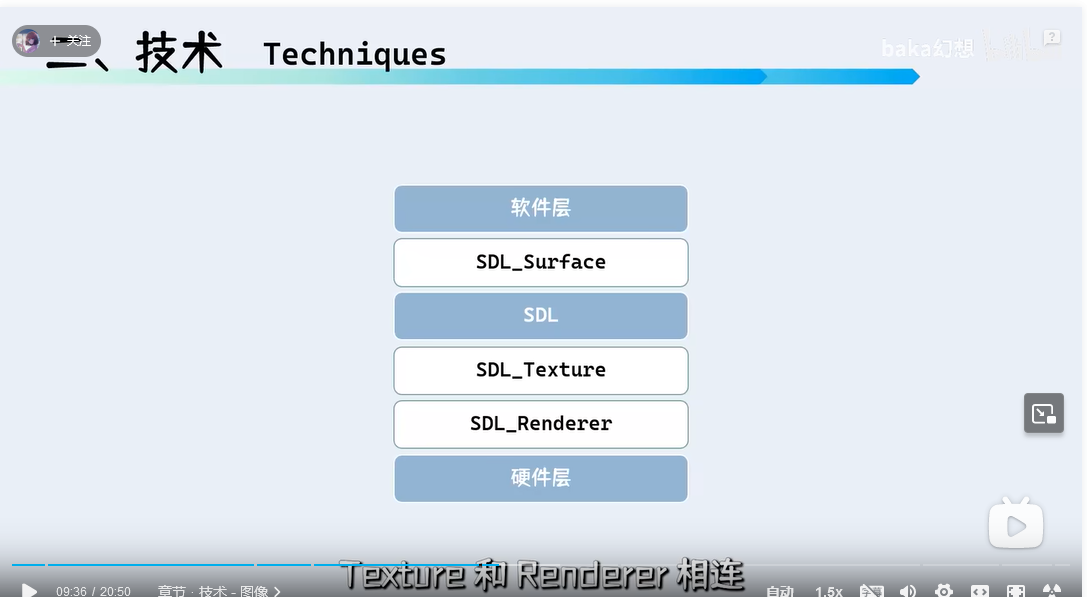 + 关注
二、技术 Techniques
baka幻想
软件层
SDL_Surface
SDL
SDL_Texture
SDL_Renderer
硬件层
Texture 和 Renderer 相连
09:36 / 20:50 章节 · 技术 - 图像 自动 1.5x